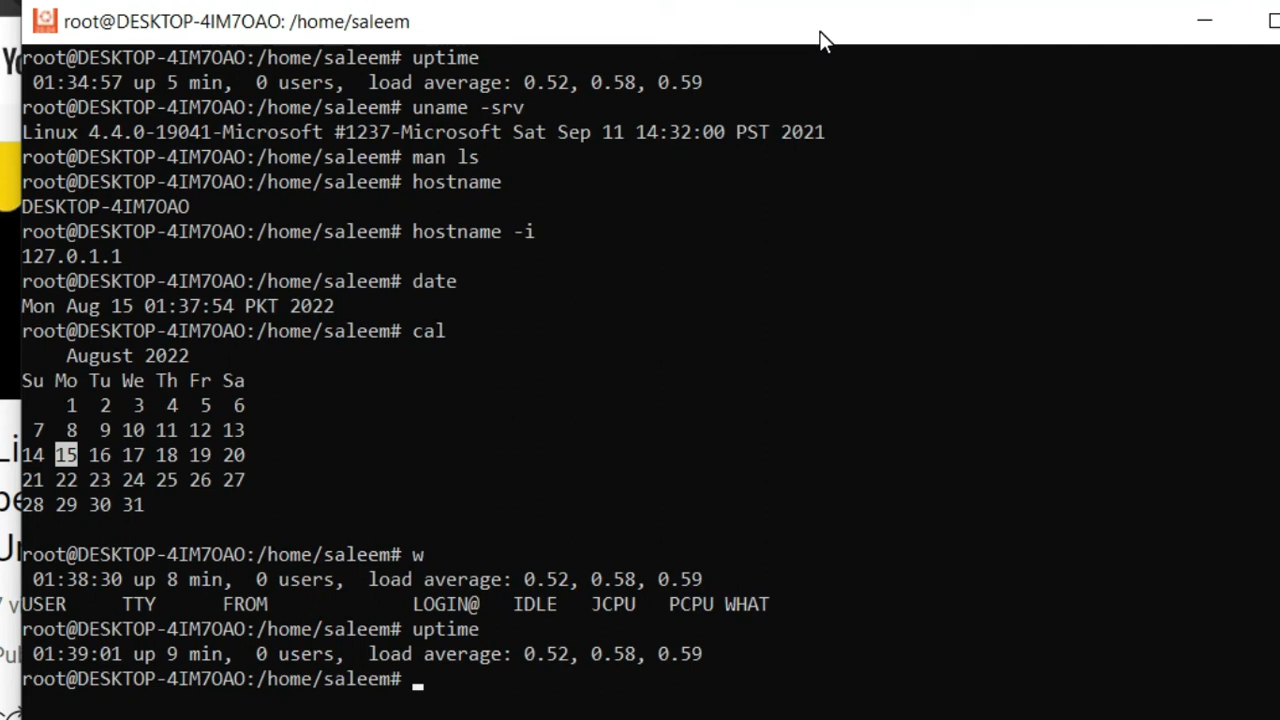 root@DESKTOP-4IM7OAO: /home/saleem
root@DESKTOP-4IM7OAO:/home/saleem# uptime
 01:34:57 up 5 min,  0 users,  load average: 0.52, 0.58, 0.59
root@DESKTOP-4IM7OAO:/home/saleem# uname -srv
Linux 4.4.0-19041-Microsoft #1237-Microsoft Sat Sep 11 14:32:00 PST 2021
root@DESKTOP-4IM7OAO:/home/saleem# man ls
root@DESKTOP-4IM7OAO:/home/saleem# hostname
DESKTOP-4IM7OAO
root@DESKTOP-4IM7OAO:/home/saleem# hostname -i
127.0.1.1
root@DESKTOP-4IM7OAO:/home/saleem# date
Mon Aug 15 01:37:54 PKT 2022
root@DESKTOP-4IM7OAO:/home/saleem# cal
    August 2022
Su Mo Tu We Th Fr Sa
    1  2  3  4  5  6
 7  8  9 10 11 12 13
14 15 16 17 18 19 20
21 22 23 24 25 26 27
28 29 30 31
root@DESKTOP-4IM7OAO:/home/saleem# w
 01:38:30 up 8 min,  0 users,  load average: 0.52, 0.58, 0.59
USER     TTY      FROM             LOGIN@   IDLE   JCPU   PCPU WHAT
root@DESKTOP-4IM7OAO:/home/saleem# uptime
 01:39:01 up 9 min,  0 users,  load average: 0.52, 0.58, 0.59
root@DESKTOP-4IM7OAO:/home/saleem#